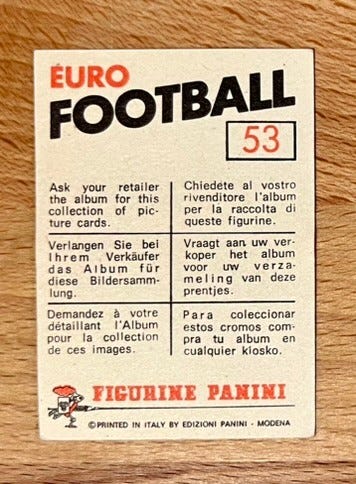 EURO
FOOTBALL
53
Ask your retailer
the album for this
collection of pic-
ture cards.
Chiedete al vostro
rivenditore l'album
per la raccolta di
queste figurine.
Verlangen Sie bei
Ihrem Verkäufer
das Album für
diese Bildersamm-
lung.
Vraagt aan uw ver-
koper het album
voor uw verza-
meling van deze
prentjes.
Demandez à votre
détaillant l'Album
pour la collection
de ces images.
Para coleccionar
estos cromos com
pra tu album en
cualquier kiosko.
FIGURINE PANINI
© PRINTED IN ITALY BY EDIZIONI PANINI - MODENA